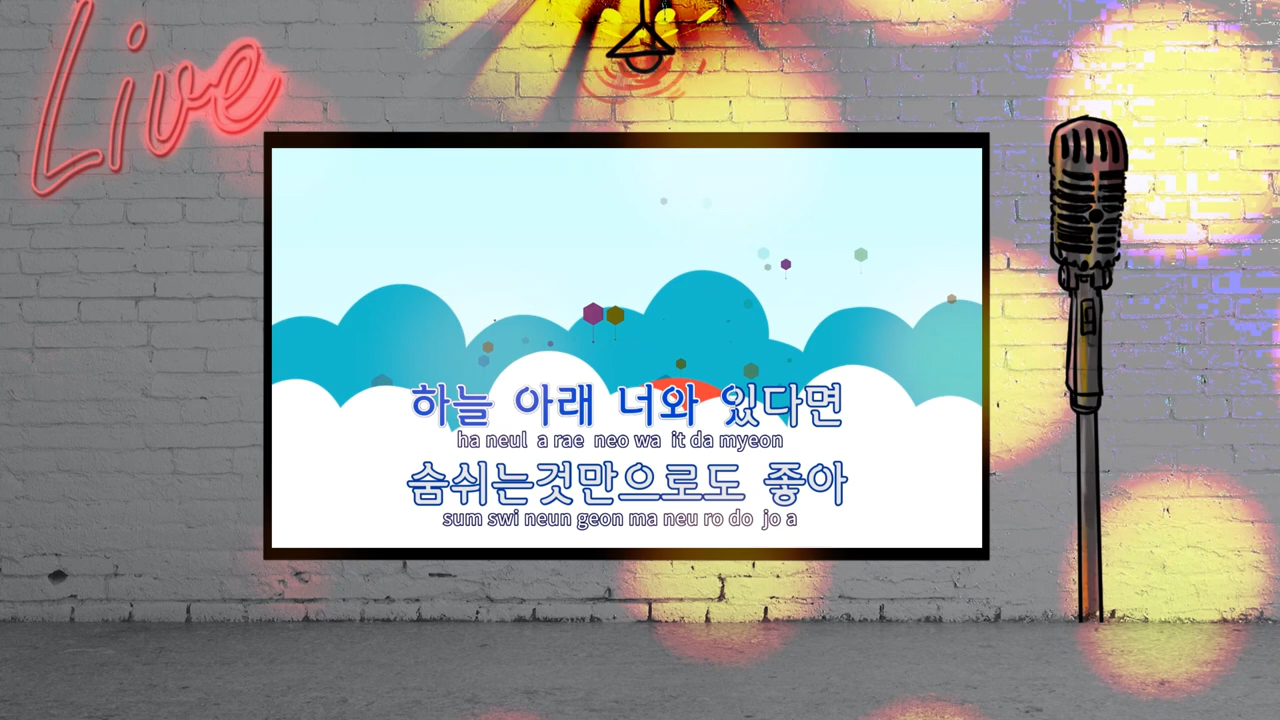 Live
하늘 아래 너와 있다면
ha neul a rae neo wa it da myeon
숨쉬는것만으로도 좋아
sum swi neun geon ma neu ro do jo a